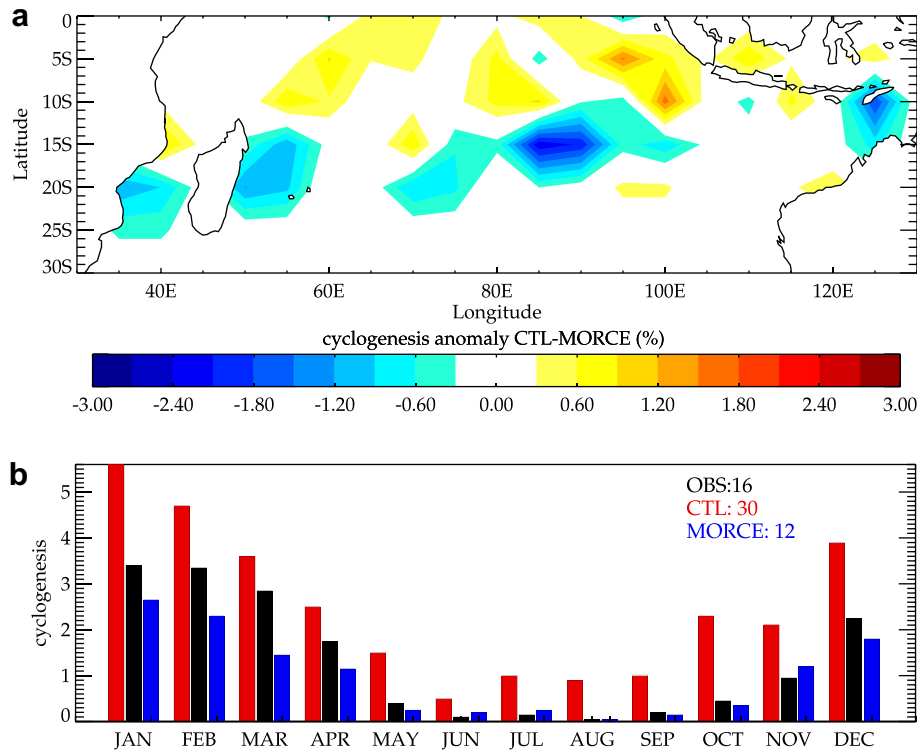 a
0
5S
10S
15S
20S
25S
30S
Latitude
40E 60E 80E 100E 120E
Longitude
cyclogenesis anomaly CTL-MORCE (%)
-3.00 -2.40 -1.80 -1.20 -0.60 0.00 0.60 1.20 1.80 2.40 3.00
b
OBS:16
CTL: 30
MORCE: 12
5
4
3
2
1
0
cyclogenesis
JAN FEB MAR APR MAY JUN JUL AUG SEP OCT NOV DEC